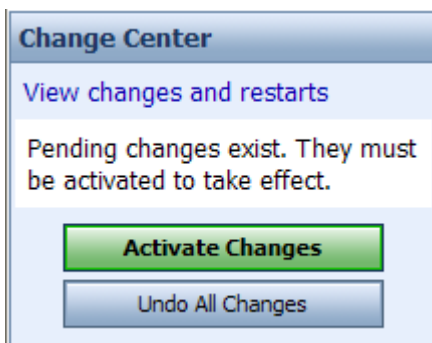 Change Center
View changes and restarts
Pending changes exist. They must
be activated to take effect.
Activate Changes
Undo All Changes